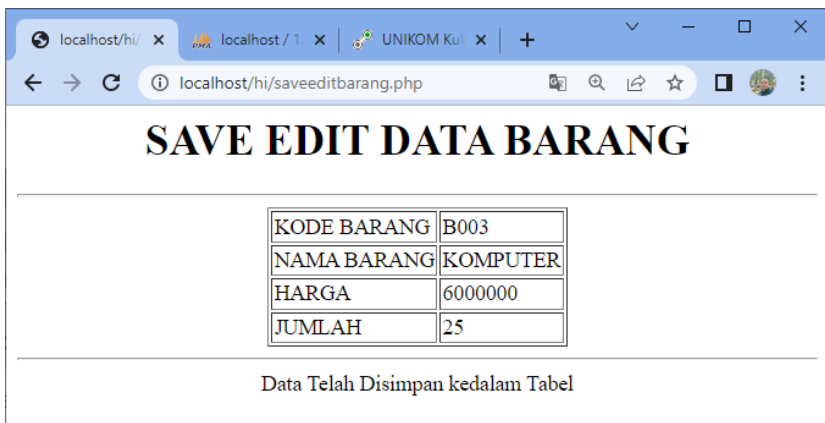 localhost/hi/
localhost / 1
UNIKOM Kul
localhost/hi/saveeditbarang.php
SAVE EDIT DATA BARANG
KODE BARANG B003
NAMA BARANG KOMPUTER
HARGA 6000000
JUMLAH 25
Data Telah Disimpan kedalam Tabel